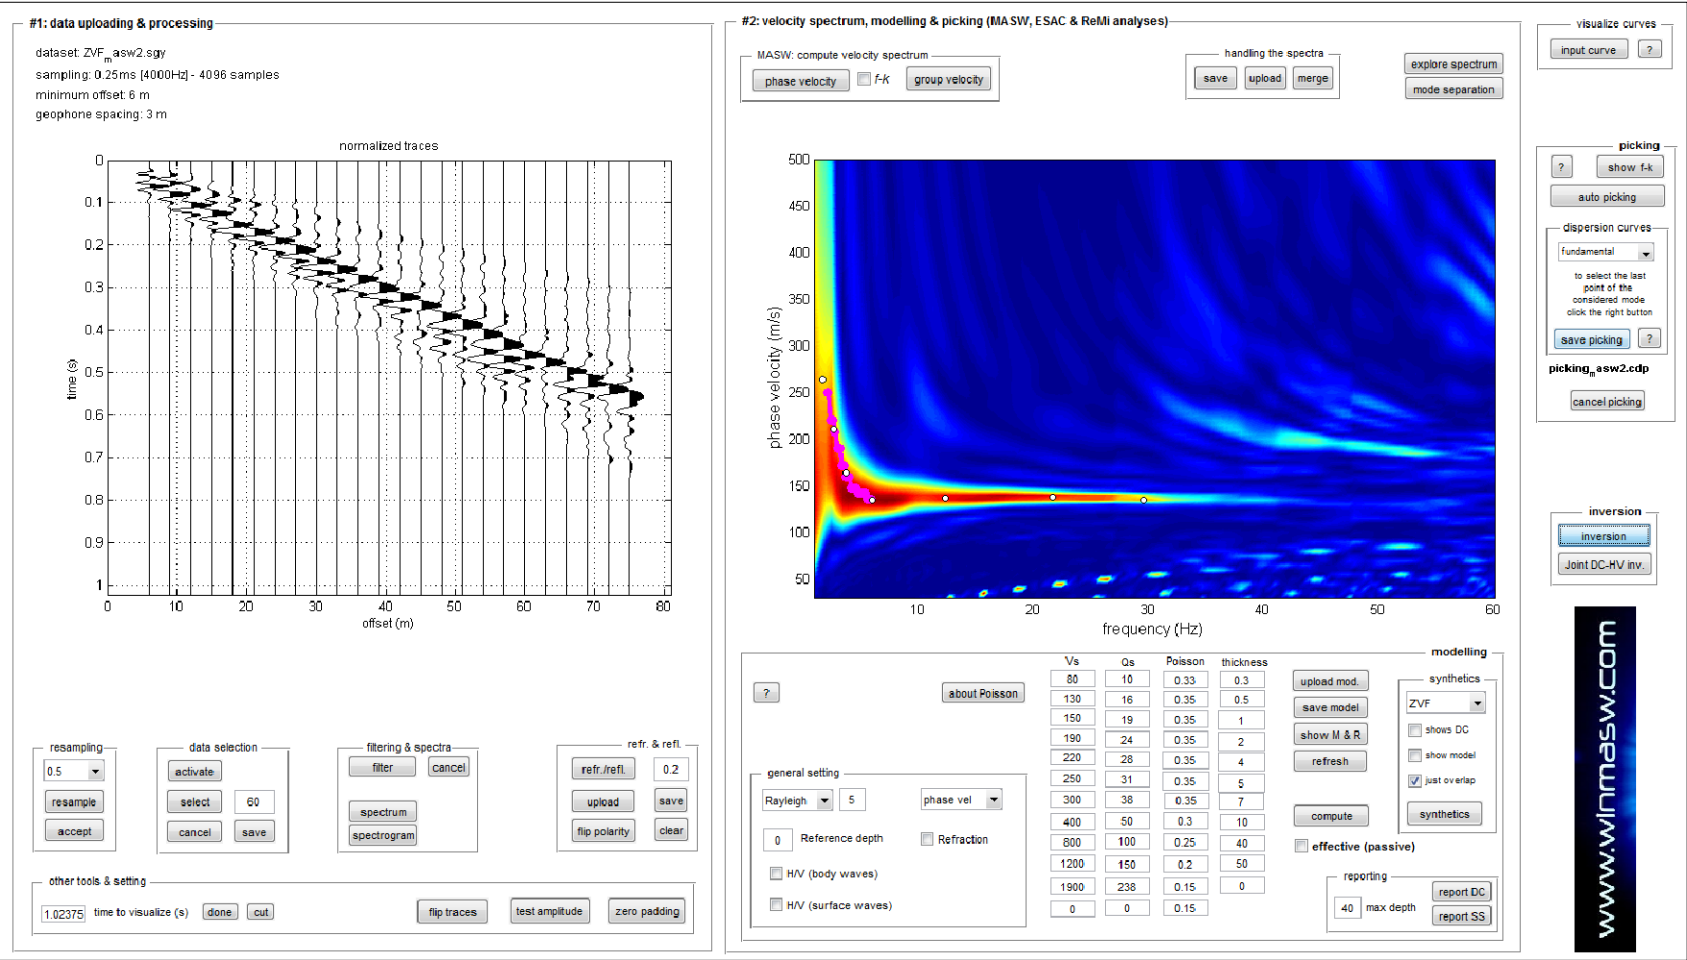 #1: data uploading & processing
dataset: ZVF_masw2.sgy
sampling: 0.25ms [4000Hz] - 4096 samples
minimum offset: 6 m
geophone spacing: 3 m
normalized traces
0
0.1
0.2
0.3
0.4
0.5
0.6
0.7
0.8
0.9
1
time (s)
0 10 20 30 40 50 60 70 80
offset (m)
resampling
0.5
resample
accept
data selection
activate
select 60
cancel save
filtering & spectra
filter cancel
spectrum
spectrogram
refr. & refl.
refr./refl. 0.2
upload save
flip polarity clear
other tools & setting
1.02375 time to visualize (s) done cut flip traces test amplitude zero padding
#2: velocity spectrum, modelling & picking (MASW, ESAC & ReMi analyses)
MASW: compute velocity spectrum
phase velocity f-k group velocity
handling the spectra
save upload merge
explore spectrum
mode separation
500
450
400
350
300
250
200
150
100
50
phase velocity (m/s)
10 20 30 40 50 60
frequency (Hz)
modelling
? about Poisson
general setting
Rayleigh 5 phase vel
0 Reference depth Refraction
H/V (body waves)
H/V (surface waves)
Vs Qs Poisson thickness
80 10 0.33 0.3
130 16 0.35 0.5
150 19 0.35 1
190 24 0.35 2
220 28 0.35 4
250 31 0.35 5
300 38 0.35 7
400 50 0.3 10
800 100 0.25 40
1200 150 0.2 50
1900 238 0.15 0
0 0 0.15
upload mod.
save model
show M & R
refresh
compute
effective (passive)
synthetics
ZVF
shows DC
show model
just overlap
synthetics
reporting
40 max depth
report DC
report SS
visualize curves
input curve ?
picking
? show f-k
auto picking
dispersion curves
fundamental
to select the last
point of the
considered mode
click the right button
save picking ?
picking_masw2.cdp
cancel picking
inversion
inversion
Joint DC-HV inv.
www.winmasw.com